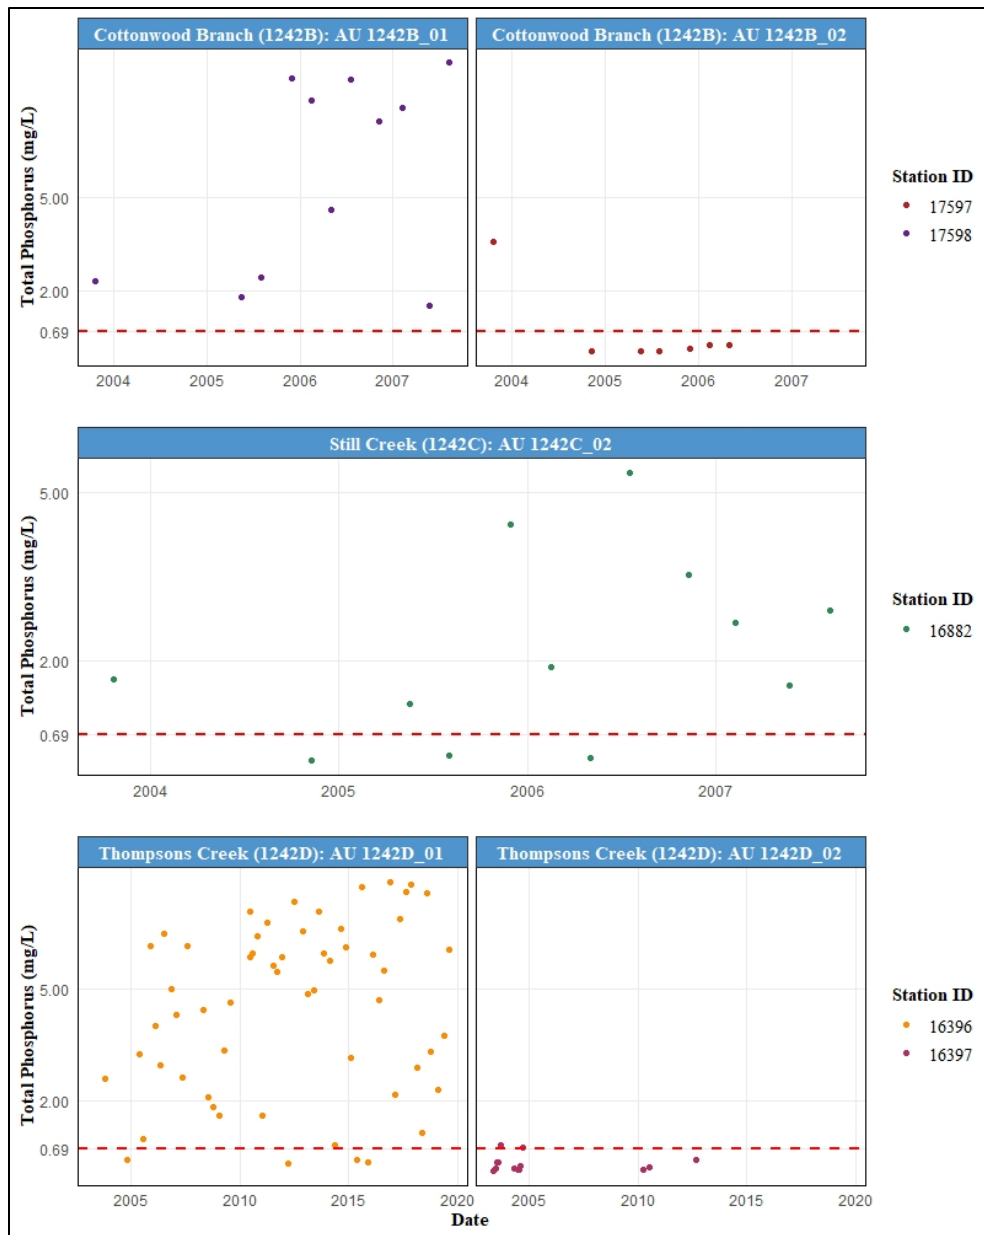 Cottonwood Branch (1242B): AU 1242B_01
Cottonwood Branch (1242B): AU 1242B_02
Total Phosphorus (mg/L)
5.00
2.00
0.69
2004 2005 2006 2007
2004 2005 2006 2007
Station ID
17597
17598
Still Creek (1242C): AU 1242C_02
Total Phosphorus (mg/L)
5.00
2.00
0.69
2004 2005 2006 2007
Station ID
16882
Thompsons Creek (1242D): AU 1242D_01
Thompsons Creek (1242D): AU 1242D_02
Total Phosphorus (mg/L)
5.00
2.00
0.69
2005 2010 2015 2020
2005 2010 2015 2020
Date
Station ID
16396
16397